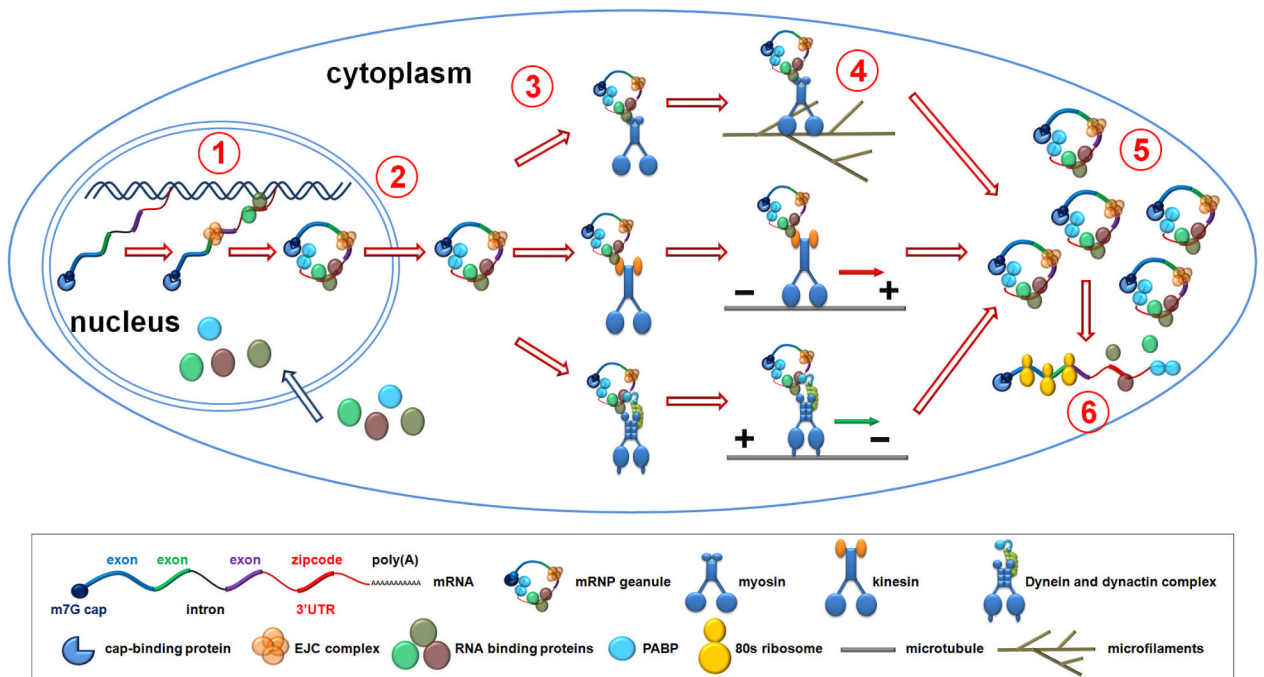 cytoplasm
3
4
1
2
5
nucleus
− +
+ −
6
exon exon exon zipcode poly(A)
AAAAAAAAAAA mRNA
m7G cap intron 3'UTR
mRNP geanule
myosin
kinesin
Dynein and dynactin complex
cap-binding protein
EJC complex
RNA binding proteins
PABP
80s ribosome
microtubule
microfilaments